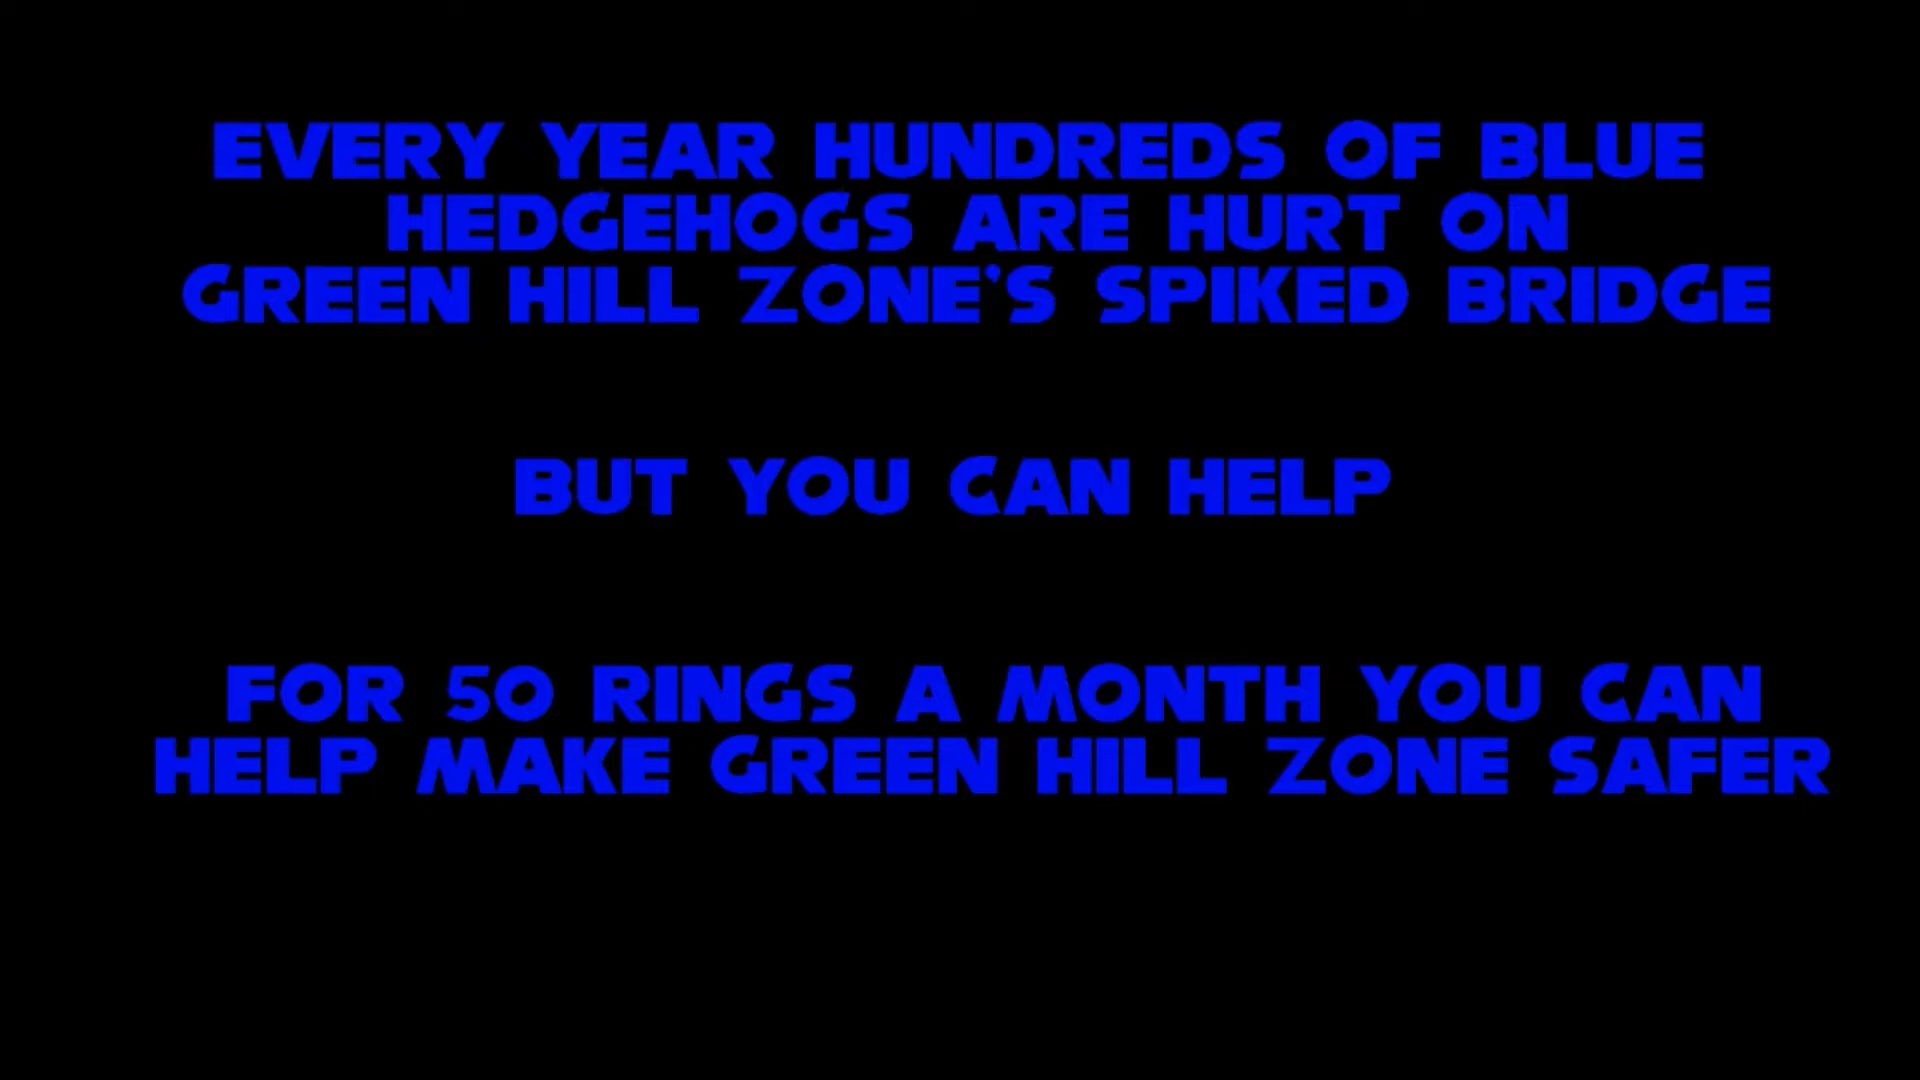 EVERY YEAR HUNDREDS OF BLUE
HEDGEHOGS ARE HURT ON
GREEN HILL ZONE'S SPIKED BRIDGE
BUT YOU CAN HELP
FOR 50 RINGS A MONTH YOU CAN
HELP MAKE GREEN HILL ZONE SAFER